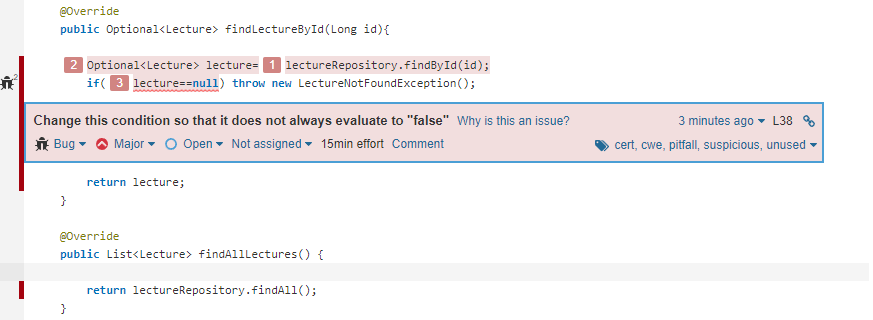 @Override
public Optional<Lecture> findLectureById(Long id){
2 Optional<Lecture> lecture= 1 lectureRepository.findById(id);
2
if( 3 lecture==null) throw new LectureNotFoundException();
Change this condition so that it does not always evaluate to "false" Why is this an issue? 3 minutes ago L38
Bug Major Open Not assigned 15min effort Comment cert, cwe, pitfall, suspicious, unused
return lecture;
}
@Override
public List<Lecture> findAllLectures() {
return lectureRepository.findAll();
}